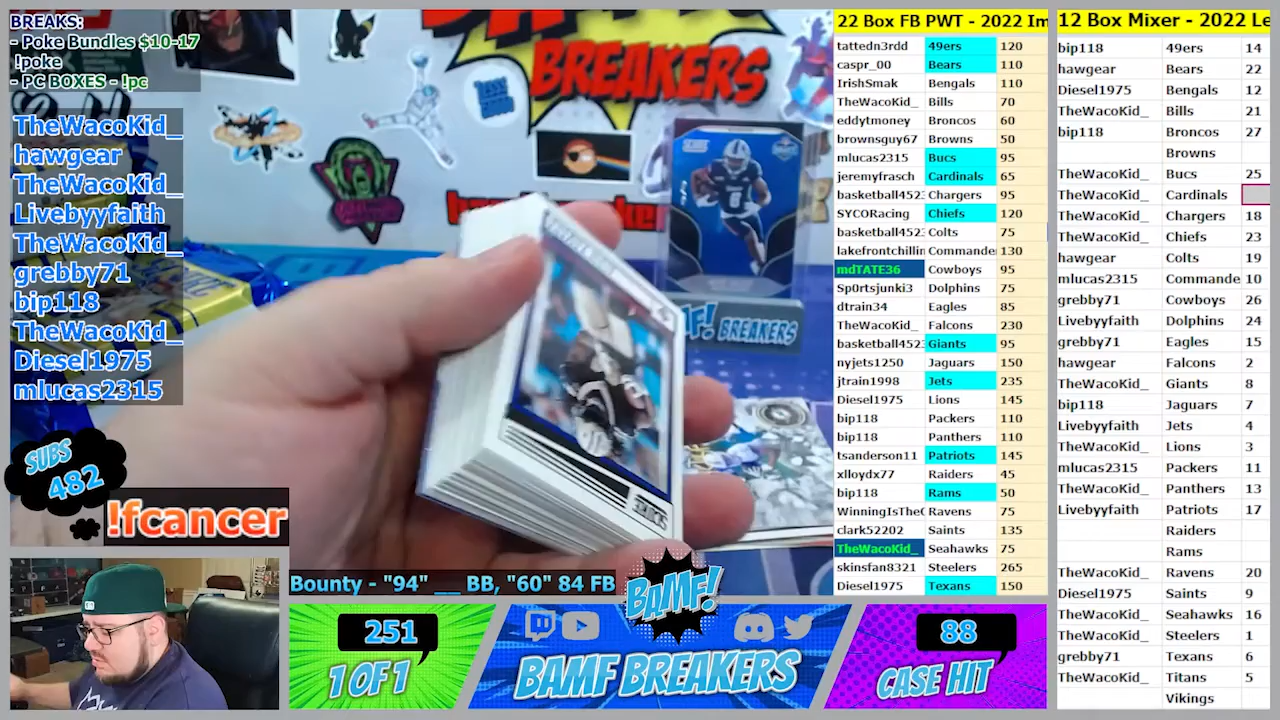 BREAKS:
- Poke Bundles $10-17
!poke
- PC BOXES - !pc
TheWacoKid_
hawgear
TheWacoKid_
Livebyyfaith
TheWacoKid_
grebby71
bip118
TheWacoKid_
Diesel1975
mlucas2315
SUBS
482
!fcancer
BREAKERS
SCORE
F! BREAKERS
SCORE
Bounty - "94" __ BB, "60" 84 FB
251
1 OF 1
BAMF!
BAMF BREAKERS
88
CASE HIT
22 Box FB PWT - 2022 Im
tattedn3rdd 49ers 120
caspr_00 Bears 110
IrishSmak Bengals 110
TheWacoKid_ Bills 70
eddytmoney Broncos 60
brownsguy67 Browns 50
mlucas2315 Bucs 95
jeremyfrasch Cardinals 65
basketball452 Chargers 95
SYCORacing Chiefs 120
basketball452 Colts 75
lakefrontchillin Commande 130
mdTATE36 Cowboys 95
Sp0rtsjunki3 Dolphins 75
dtrain34 Eagles 85
TheWacoKid_ Falcons 230
basketball452 Giants 95
nyjets1250 Jaguars 150
jtrain1998 Jets 235
Diesel1975 Lions 145
bip118 Packers 110
bip118 Panthers 110
tsanderson11 Patriots 145
xlloydx77 Raiders 45
bip118 Rams 50
WinningIsThe Ravens 75
clark52202 Saints 135
TheWacoKid_ Seahawks 75
skinsfan8321 Steelers 265
Diesel1975 Texans 150
12 Box Mixer - 2022 Le
bip118 49ers 14
hawgear Bears 22
Diesel1975 Bengals 12
TheWacoKid_ Bills 21
bip118 Broncos 27
Browns
TheWacoKid_ Bucs 25
TheWacoKid_ Cardinals
TheWacoKid_ Chargers 18
TheWacoKid_ Chiefs 23
hawgear Colts 19
mlucas2315 Commande 10
grebby71 Cowboys 26
Livebyyfaith Dolphins 24
grebby71 Eagles 15
hawgear Falcons 2
TheWacoKid_ Giants 8
bip118 Jaguars 7
Livebyyfaith Jets 4
TheWacoKid_ Lions 3
mlucas2315 Packers 11
TheWacoKid_ Panthers 13
Livebyyfaith Patriots 17
Raiders
Rams
TheWacoKid_ Ravens 20
Diesel1975 Saints 9
TheWacoKid_ Seahawks 16
TheWacoKid_ Steelers 1
grebby71 Texans 6
TheWacoKid_ Titans 5
Vikings